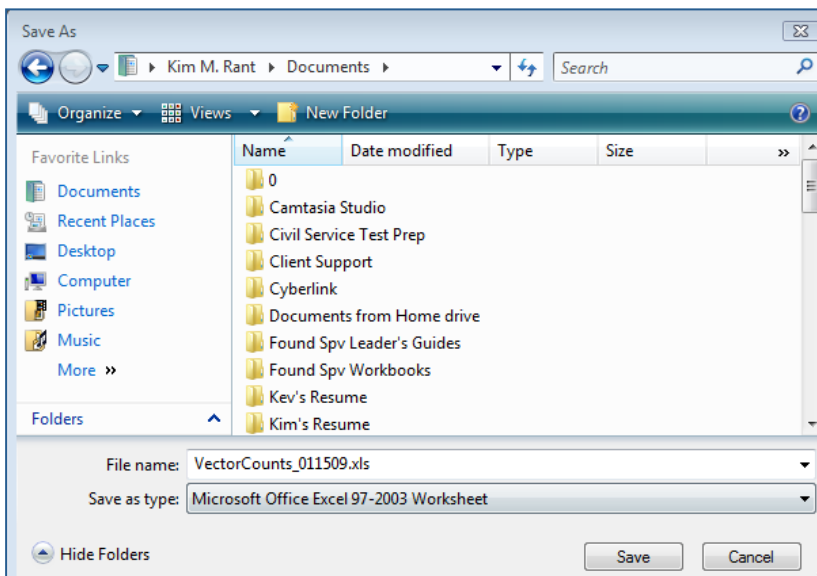 Save As
Kim M. Rant Documents Search
Organize Views New Folder
Favorite Links
Documents
Recent Places
Desktop
Computer
Pictures
Music
More »
Folders
Name Date modified Type Size »
0
Camtasia Studio
Civil Service Test Prep
Client Support
Cyberlink
Documents from Home drive
Found Spv Leader's Guides
Found Spv Workbooks
Kev's Resume
Kim's Resume
File name: VectorCounts_011509.xls
Save as type: Microsoft Office Excel 97-2003 Worksheet
Hide Folders Save Cancel